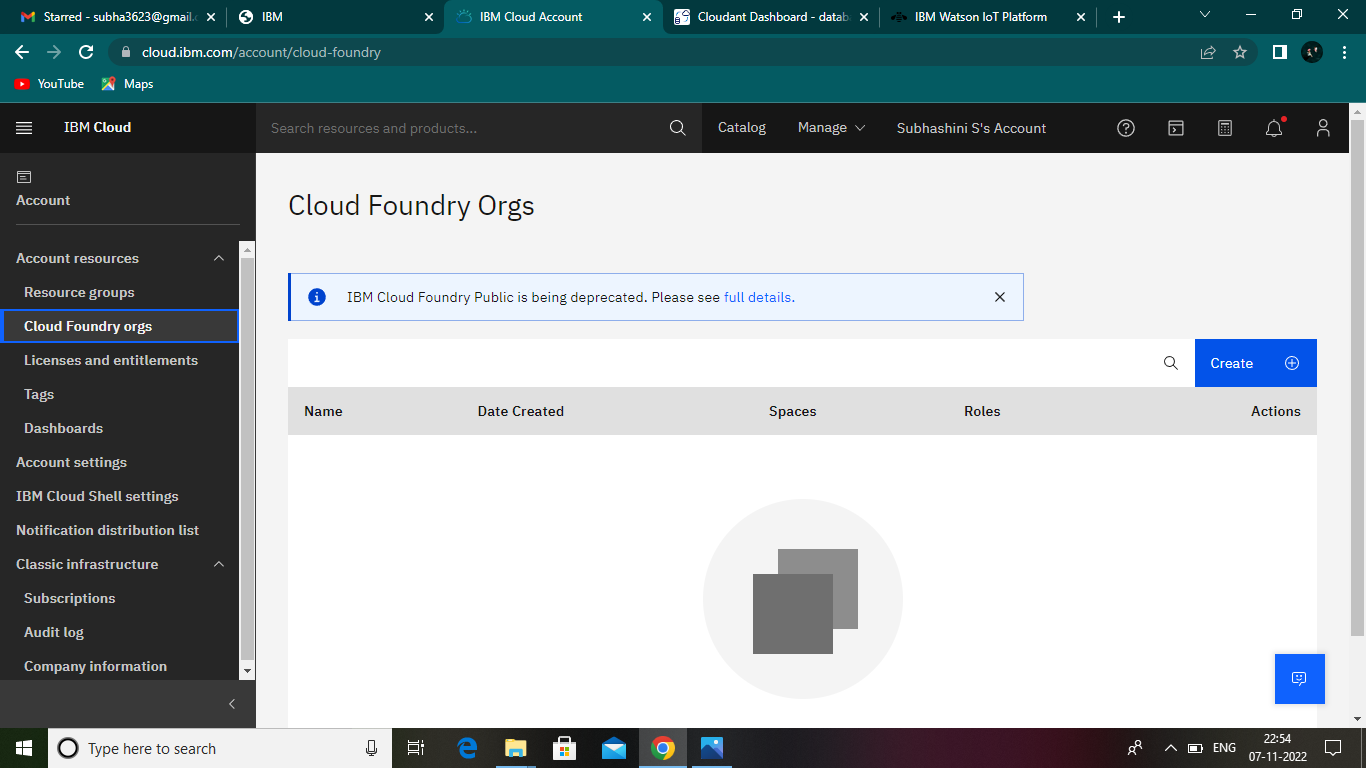 Starred - subha3623@gmail.c
IBM
IBM Cloud Account
Cloudant Dashboard - datab
IBM Watson IoT Platform
cloud.ibm.com/account/cloud-foundry
YouTube
Maps
IBM Cloud
Search resources and products...
Catalog
Manage
Subhashini S's Account
Account
Account resources
Resource groups
Cloud Foundry orgs
Licenses and entitlements
Tags
Dashboards
Account settings
IBM Cloud Shell settings
Notification distribution list
Classic infrastructure
Subscriptions
Audit log
Company information
Cloud Foundry Orgs
IBM Cloud Foundry Public is being deprecated. Please see full details.
Create
Name Date Created Spaces Roles Actions
Type here to search
ENG
22:54
07-11-2022